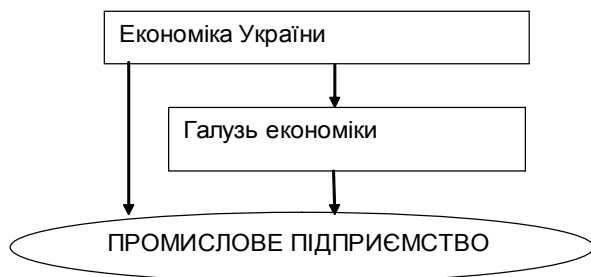 Економіка України
Галузь економіки
ПРОМИСЛОВЕ ПІДПРИЄМСТВО